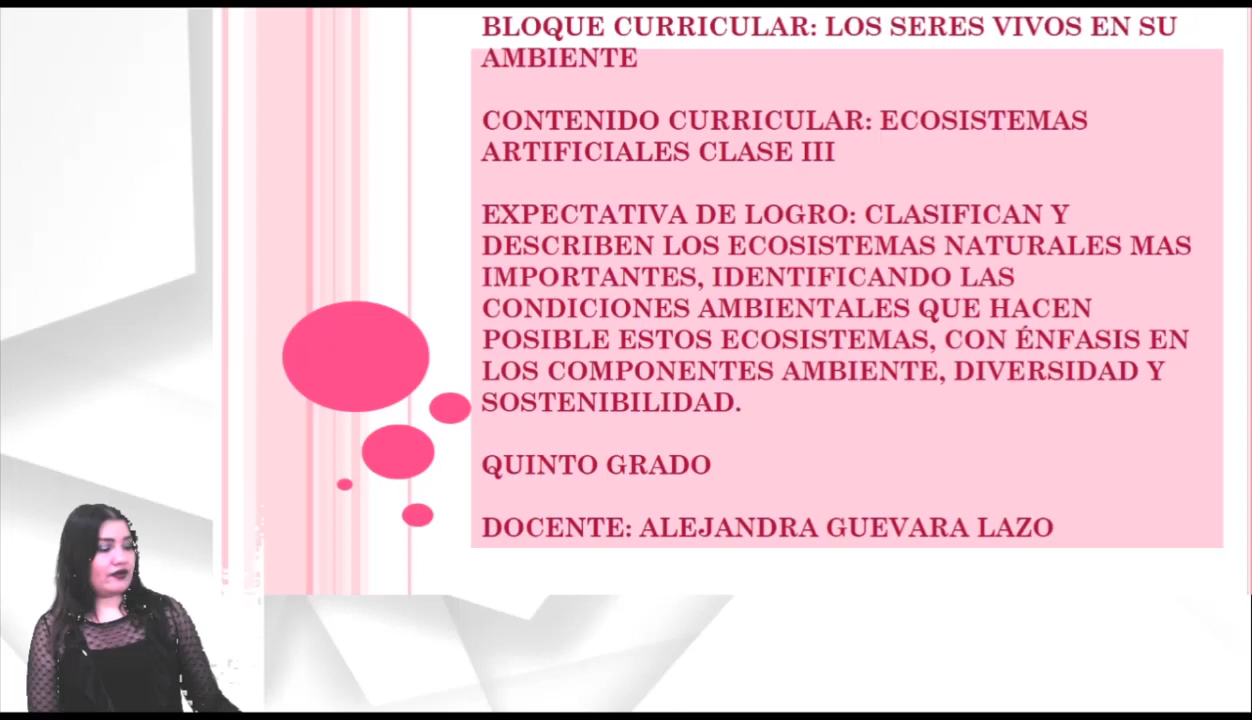 BLOQUE CURRICULAR: LOS SERES VIVOS EN SU
AMBIENTE
CONTENIDO CURRICULAR: ECOSISTEMAS
ARTIFICIALES CLASE III
EXPECTATIVA DE LOGRO: CLASIFICAN Y
DESCRIBEN LOS ECOSISTEMAS NATURALES MAS
IMPORTANTES, IDENTIFICANDO LAS
CONDICIONES AMBIENTALES QUE HACEN
POSIBLE ESTOS ECOSISTEMAS, CON ÉNFASIS EN
LOS COMPONENTES AMBIENTE, DIVERSIDAD Y
SOSTENIBILIDAD.
QUINTO GRADO
DOCENTE: ALEJANDRA GUEVARA LAZO